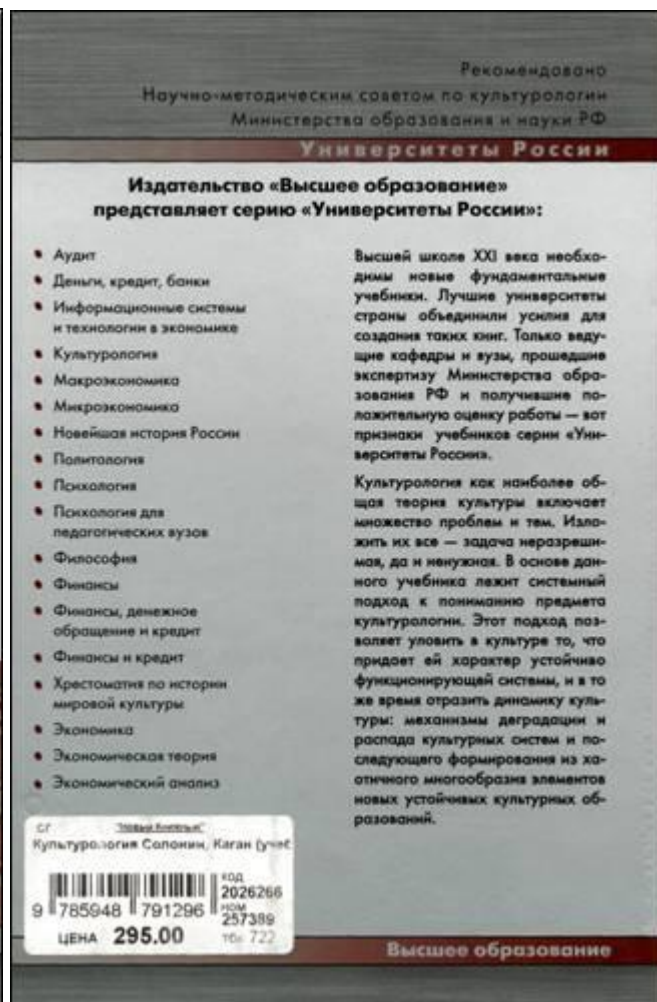 Рекомендовано
Научно-методическим советом по культурологии
Министерства образования и науки РФ
Университеты России
Издательство «Высшее образование»
представляет серию «Университеты России»:
• Аудит
• Деньги, кредит, банки
• Информационные системы
и технологии в экономике
• Культурология
• Макроэкономика
• Микроэкономика
• Новейшая история России
• Политология
• Психология
• Психология для
педагогических вузов
• Философия
• Финансы
• Финансы, денежное
обращение и кредит
• Финансы и кредит
• Хрестоматия по истории
мировой культуры
• Экономика
• Экономическая теория
• Экономический анализ
Высшей школе XXI века необхо-
димы новые фундаментальные
учебники. Лучшие университеты
страны объединили усилия для
создания таких книг. Только веду-
щие кафедры и вузы, прошедшие
экспертизу Министерства обра-
зования РФ и получившие по-
ложительную оценку работы — вот
признаки учебников серии «Уни-
верситеты России».
Культурология как наиболее об-
щая теория культуры включает
множество проблем и тем. Изло-
жить их все — задача неразреши-
мая, да и ненужная. В основе дан-
ного учебника лежит системный
подход к пониманию предмета
культурологии. Этот подход поз-
воляет уловить в культуре то, что
придает ей характер устойчиво
функционирующей системы, и в то
же время отразить динамику куль-
туры: механизмы деградации и
распада культурных систем и по-
следующего формирования из ха-
отичного многообразия элементов
новых устойчивых культурных об-
разований.
СГ "Новый Книжный"
Культурология Солонин, Каган (учеб
КОД
2026266
НОМ
257389
9 785948 791296
ЦЕНА 295.00
722
Высшее образование